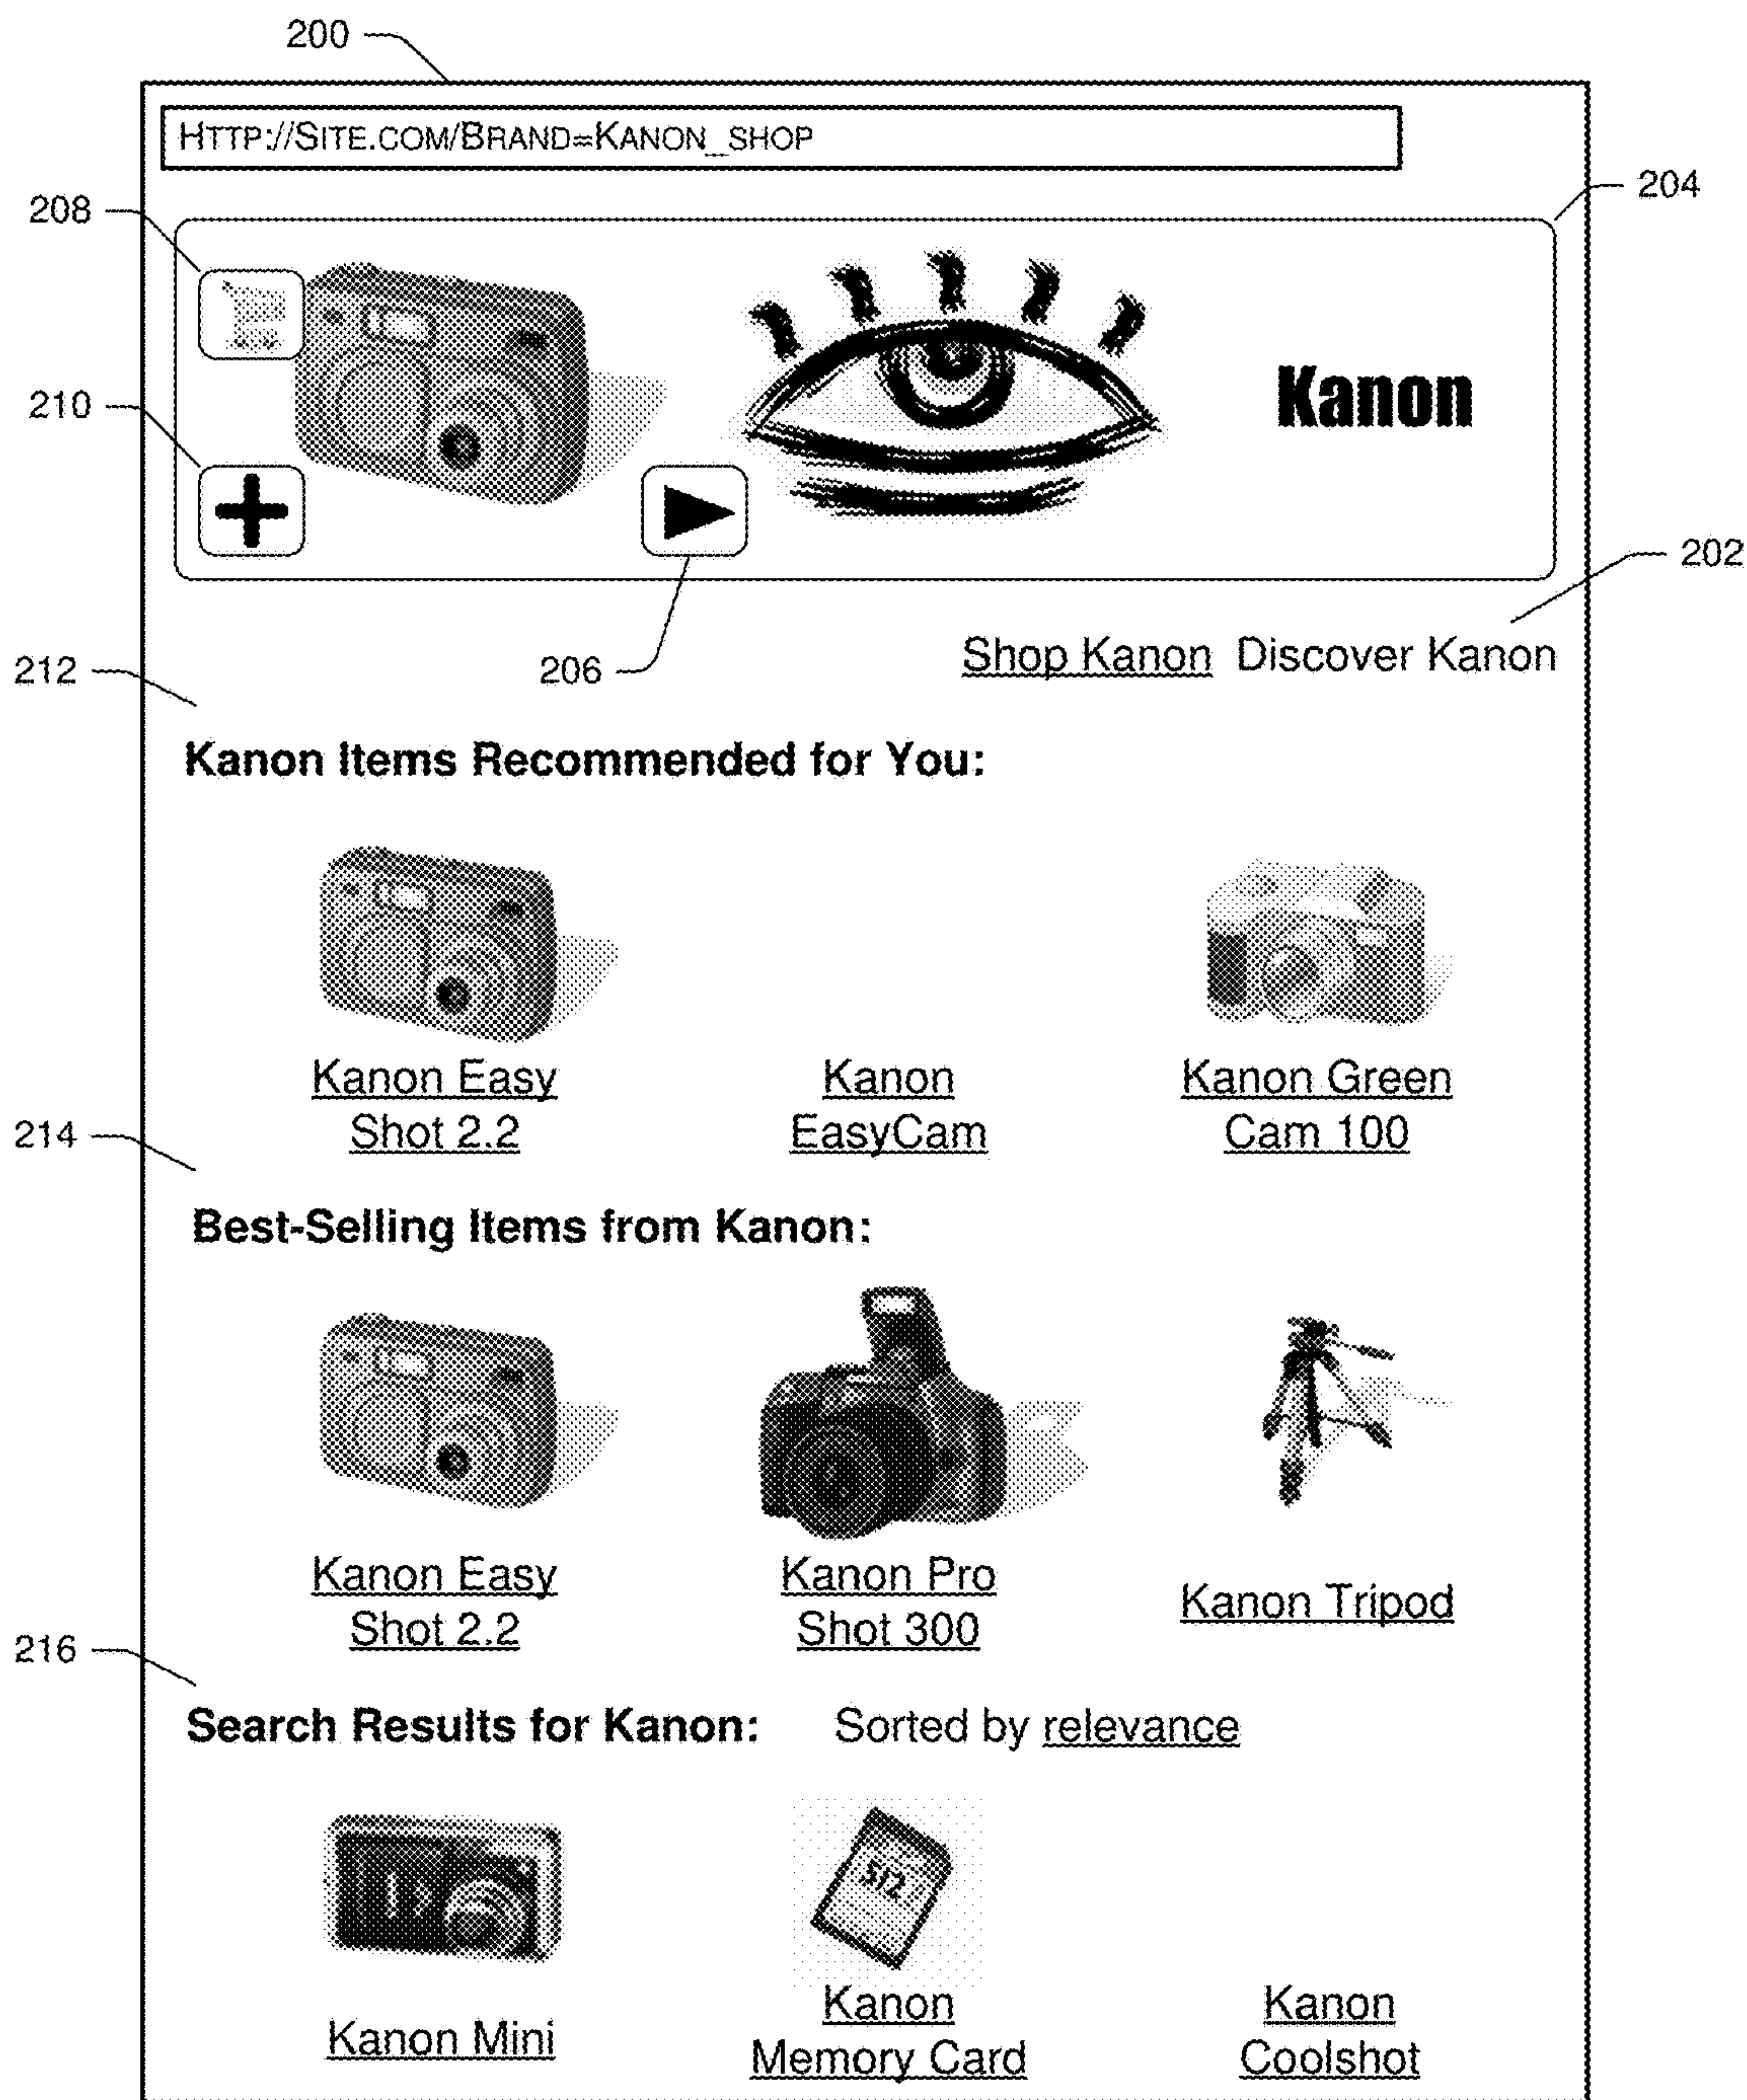 200
HTTP://SITE.COM/BRAND=KANON_SHOP
204
208
210
Kanon
202
206
Shop Kanon Discover Kanon
212
Kanon Items Recommended for You:
Kanon Easy
Shot 2.2
Kanon
EasyCam
Kanon Green
Cam 100
214
Best-Selling Items from Kanon:
Kanon Easy
Shot 2.2
Kanon Pro
Shot 300
Kanon Tripod
216
Search Results for Kanon: Sorted by relevance
512
Kanon Mini
Kanon
Memory Card
Kanon
Coolshot